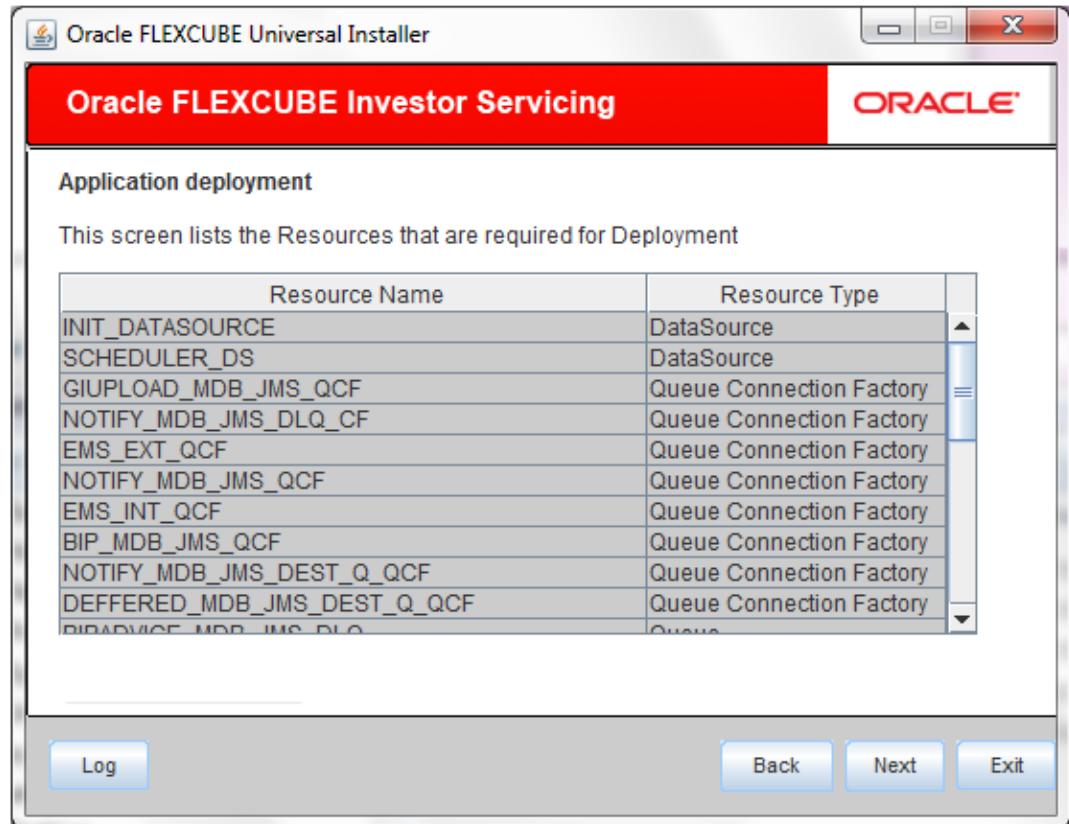 Oracle FLEXCUBE Universal Installer
Oracle FLEXCUBE Investor Servicing
ORACLE
Application deployment
This screen lists the Resources that are required for Deployment
Resource Name Resource Type
INIT_DATASOURCE DataSource
SCHEDULER_DS DataSource
GIUPLOAD_MDB_JMS_QCF Queue Connection Factory
NOTIFY_MDB_JMS_DLQ_CF Queue Connection Factory
EMS_EXT_QCF Queue Connection Factory
NOTIFY_MDB_JMS_QCF Queue Connection Factory
EMS_INT_QCF Queue Connection Factory
BIP_MDB_JMS_QCF Queue Connection Factory
NOTIFY_MDB_JMS_DEST_Q_QCF Queue Connection Factory
DEFFERED_MDB_JMS_DEST_Q_QCF Queue Connection Factory
Log Back Next Exit